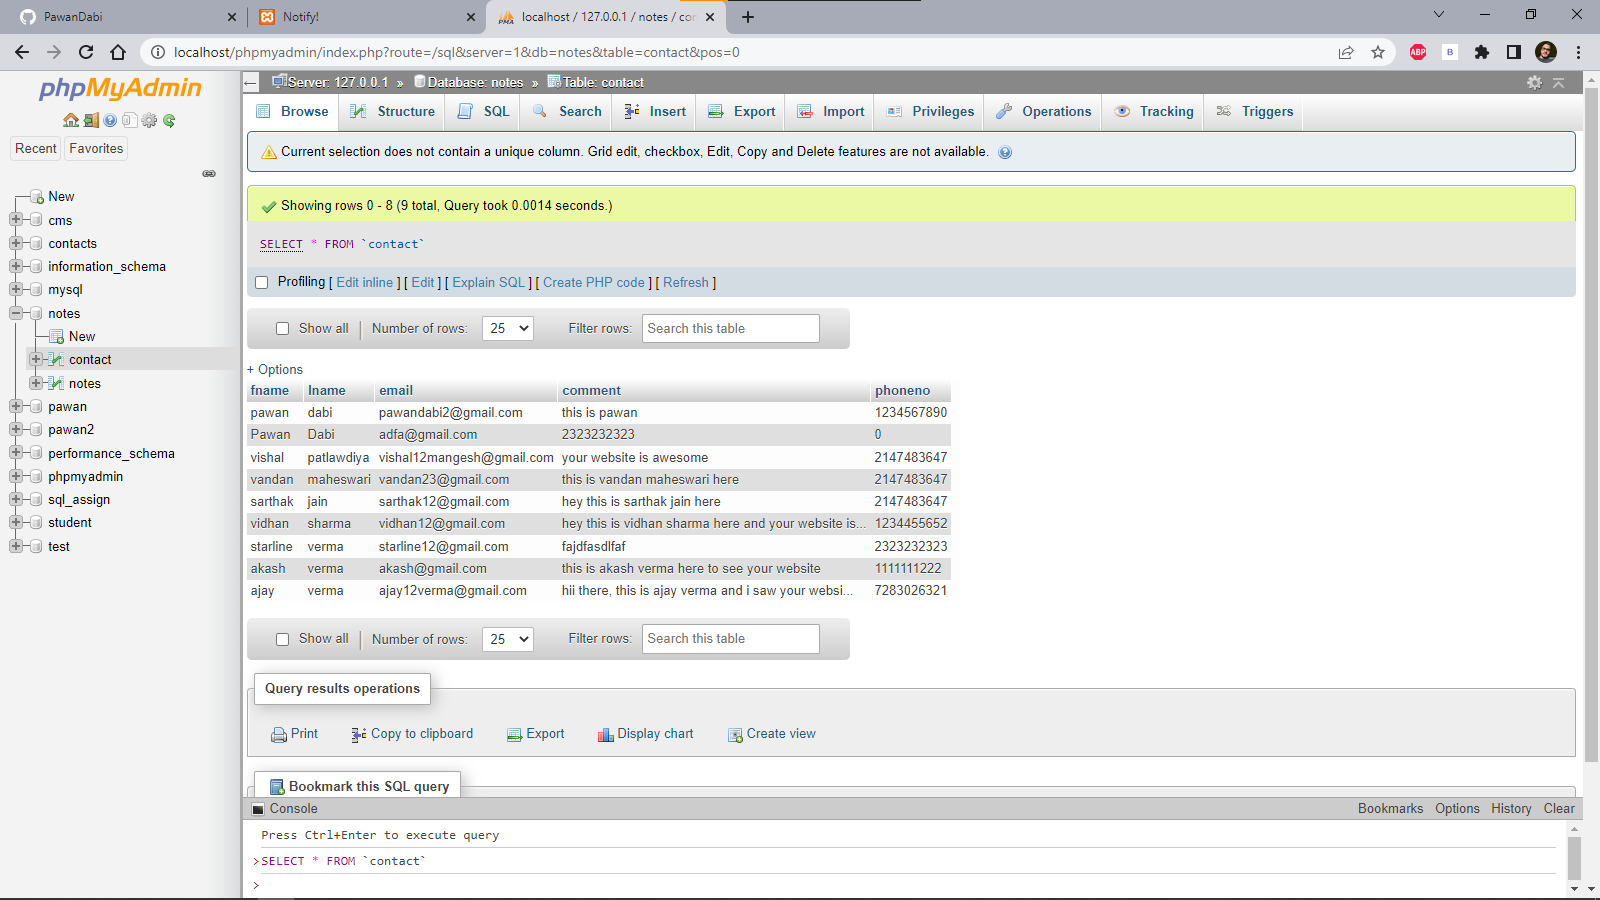 PawanDabi
Notify!
localhost / 127.0.0.1 / notes / cor
localhost/phpmyadmin/index.php?route=/sql&server=1&db=notes&table=contact&pos=0
ABP
B
phpMyAdmin
Recent Favorites
New
cms
contacts
information_schema
mysql
notes
New
contact
notes
pawan
pawan2
performance_schema
phpmyadmin
sql_assign
student
test
Server: 127.0.0.1 » Database: notes » Table: contact
Browse Structure SQL Search Insert Export Import Privileges Operations Tracking Triggers
Current selection does not contain a unique column. Grid edit, checkbox, Edit, Copy and Delete features are not available.
Showing rows 0 - 8 (9 total, Query took 0.0014 seconds.)
SELECT * FROM `contact`
Profiling [ Edit inline ] [ Edit ] [ Explain SQL ] [ Create PHP code ] [ Refresh ]
Show all Number of rows: 25 Filter rows: Search this table
+ Options
fname lname email comment phoneno
pawan dabi pawandabi2@gmail.com this is pawan 1234567890
Pawan Dabi adfa@gmail.com 2323232323 0
vishal patlawdiya vishal12mangesh@gmail.com your website is awesome 2147483647
vandan maheswari vandan23@gmail.com this is vandan maheswari here 2147483647
sarthak jain sarthak12@gmail.com hey this is sarthak jain here 2147483647
vidhan sharma vidhan12@gmail.com hey this is vidhan sharma here and your website is... 1234455652
starline verma starline12@gmail.com fajdfasdlfaf 2323232323
akash verma akash@gmail.com this is akash verma here to see your website 1111111222
ajay verma ajay12verma@gmail.com hii there, this is ajay verma and i saw your websi... 7283026321
Show all Number of rows: 25 Filter rows: Search this table
Query results operations
Print Copy to clipboard Export Display chart Create view
Bookmark this SQL query
Console Bookmarks Options History Clear
Press Ctrl+Enter to execute query
>SELECT * FROM `contact`
>